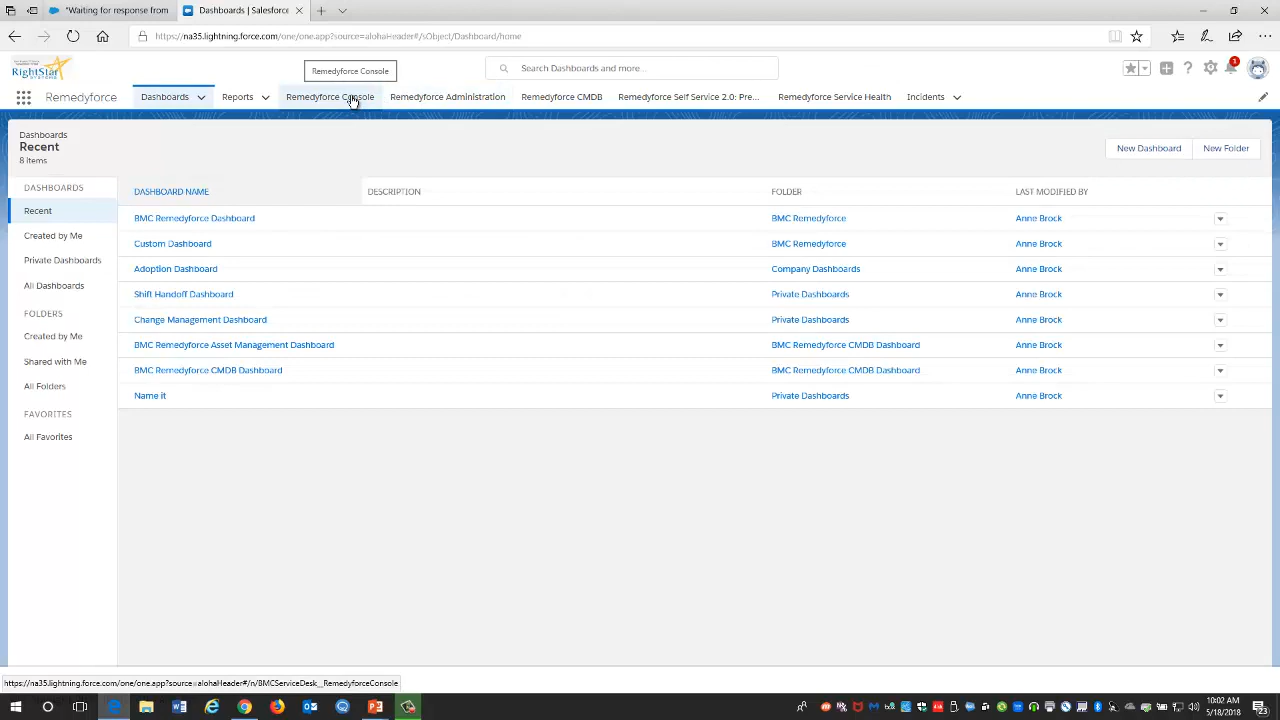 "Waiting for response from
Dashboards | Salesforce
https://na35.lightning.force.com/one/one.app?source=alohaHeader#/sObject/Dashboard/home
RightStar
SYSTEMS
Remedyforce Console
Search Dashboards and more...
1
Remedyforce
Dashboards
Reports
Remedyforce Console
Remedyforce Administration
Remedyforce CMDB
Remedyforce Self Service 2.0: Pre...
Remedyforce Service Health
Incidents
Dashboards
Recent
8 items
New Dashboard
New Folder
DASHBOARDS
Recent
Created by Me
Private Dashboards
All Dashboards
FOLDERS
Created by Me
Shared with Me
All Folders
FAVORITES
All Favorites
DASHBOARD NAME DESCRIPTION FOLDER LAST MODIFIED BY
BMC Remedyforce Dashboard BMC Remedyforce Anne Brock
Custom Dashboard BMC Remedyforce Anne Brock
Adoption Dashboard Company Dashboards Anne Brock
Shift Handoff Dashboard Private Dashboards Anne Brock
Change Management Dashboard Private Dashboards Anne Brock
BMC Remedyforce Asset Management Dashboard BMC Remedyforce CMDB Dashboard Anne Brock
BMC Remedyforce CMDB Dashboard BMC Remedyforce CMDB Dashboard Anne Brock
Name it Private Dashboards Anne Brock
https://na35.lightning.force.com/one/one.app?source=alohaHeader#/n/BMCServiceDesk__RemedyforceConsole
10:02 AM
5/18/2018